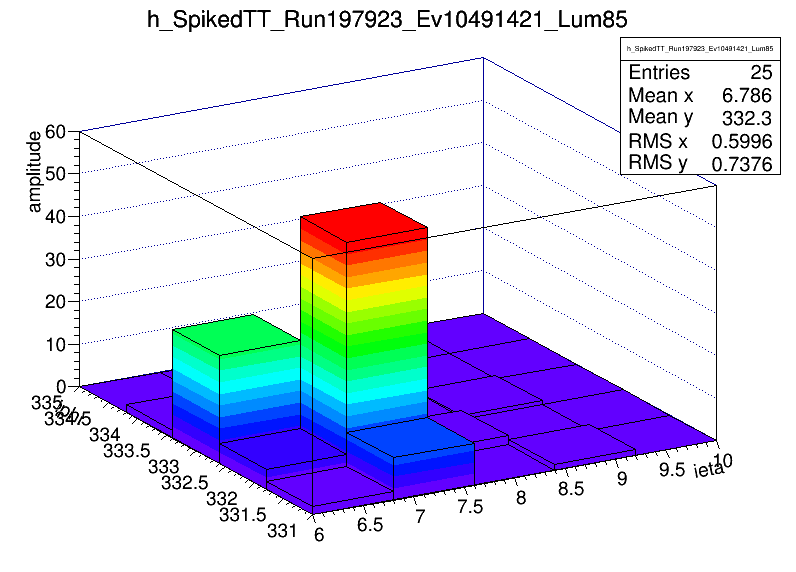 h_SpikedTT_Run197923_Ev10491421_Lum85
h_SpikedTT_Run197923_Ev10491421_Lum85
Entries 25
Mean x 6.786
Mean y 332.3
RMS x 0.5996
RMS y 0.7376
amplitude
60
50
40
30
20
10
0
335
334.5
334
333.5
333
332.5
332
331.5
331
6
6.5
7
7.5
8
8.5
9
9.5
10
ieta